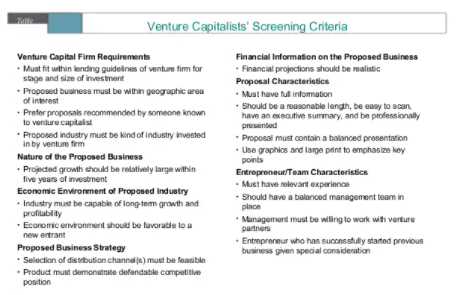 Table
Venture Capitalists' Screening Criteria
Venture Capital Firm Requirements
• Must fit within lending guidelines of venture firm for
stage and size of investment
• Proposed business must be within geographic area
of interest
• Prefer proposals recommended by someone known
to venture capitalist
• Proposed industry must be kind of industry invested
in by venture firm
Nature of the Proposed Business
• Projected growth should be relatively large within
five years of investment
Economic Environment of Proposed Industry
• Industry must be capable of long-term growth and
profitability
• Economic environment should be favorable to a
new entrant
Proposed Business Strategy
• Selection of distribution channel(s) must be feasible
• Product must demonstrate defendable competitive
position
Financial Information on the Proposed Business
• Financial projections should be realistic
Proposal Characteristics
• Must have full information
• Should be a reasonable length, be easy to scan,
have an executive summary, and be professionally
presented
• Proposal must contain a balanced presentation
• Use graphics and large print to emphasize key
points
Entrepreneur/Team Characteristics
• Must have relevant experience
• Should have a balanced management team in
place
• Management must be willing to work with venture
partners
• Entrepreneur who has successfully started previous
business given special consideration